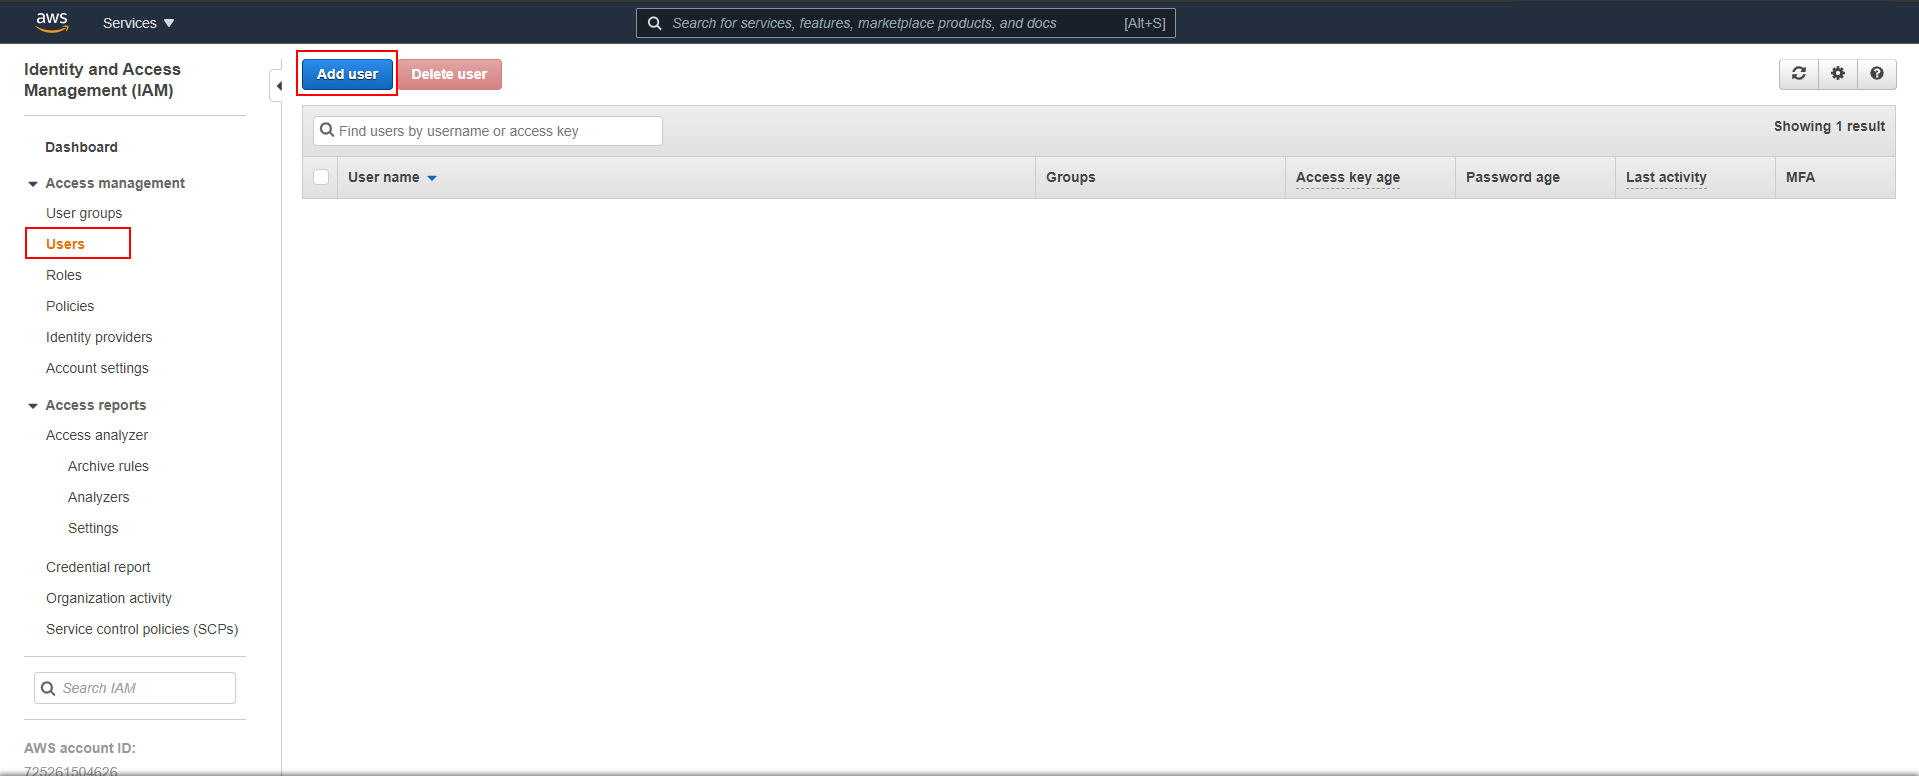 aws
Services
Search for services, features, marketplace products, and docs
[Alt+S]
Identity and Access
Management (IAM)
Add user
Delete user
Find users by username or access key
Showing 1 result
User name
Groups
Access key age
Password age
Last activity
MFA
Dashboard
Access management
User groups
Users
Roles
Policies
Identity providers
Account settings
Access reports
Access analyzer
Archive rules
Analyzers
Settings
Credential report
Organization activity
Service control policies (SCPs)
Search IAM
AWS account ID:
725261504626